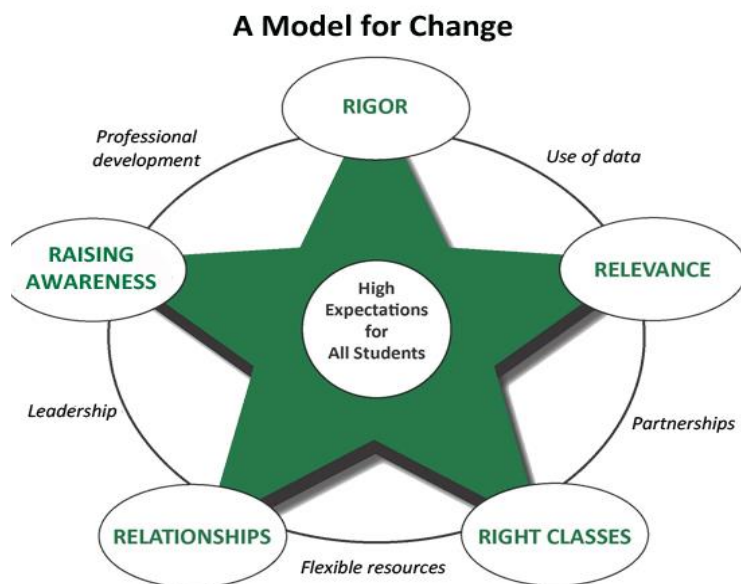 A Model for Change
RIGOR
Professional
development
Use of data
RAISING
AWARENESS
RELEVANCE
High
Expectations
for
All Students
Leadership
Partnerships
RELATIONSHIPS
RIGHT CLASSES
Flexible resources